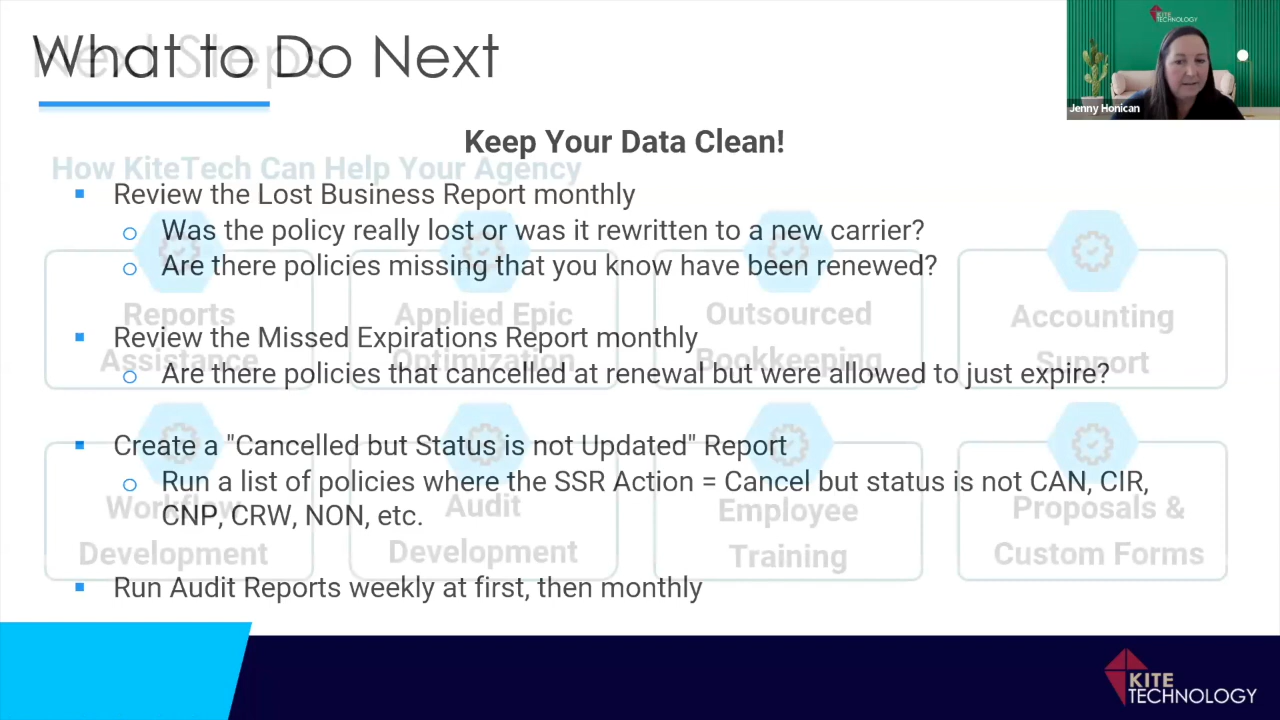 What to Do Next
Next Steps
KITE
TECHNOLOGY
Jenny Honican
Keep Your Data Clean!
How KiteTech Can Help Your Agency
Review the Lost Business Report monthly
Was the policy really lost or was it rewritten to a new carrier?
Are there policies missing that you know have been renewed?
Review the Missed Expirations Report monthly
Are there policies that cancelled at renewal but were allowed to just expire?
Create a "Cancelled but Status is not Updated" Report
Run a list of policies where the SSR Action = Cancel but status is not CAN, CIR,
CNP, CRW, NON, etc.
Run Audit Reports weekly at first, then monthly
Reports
Assistance
Applied Epic
Optimization
Outsourced
Bookkeeping
Accounting
Support
Workflow
Development
Audit
Development
Employee
Training
Proposals &
Custom Forms
KITE
TECHNOLOGY